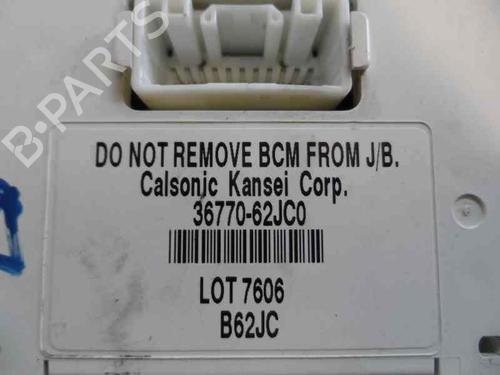 B-PARTS
DO NOT REMOVE BCM FROM J/B.
Calsonic Kansei Corp.
36770-62JC0
LOT 7606
B62JC